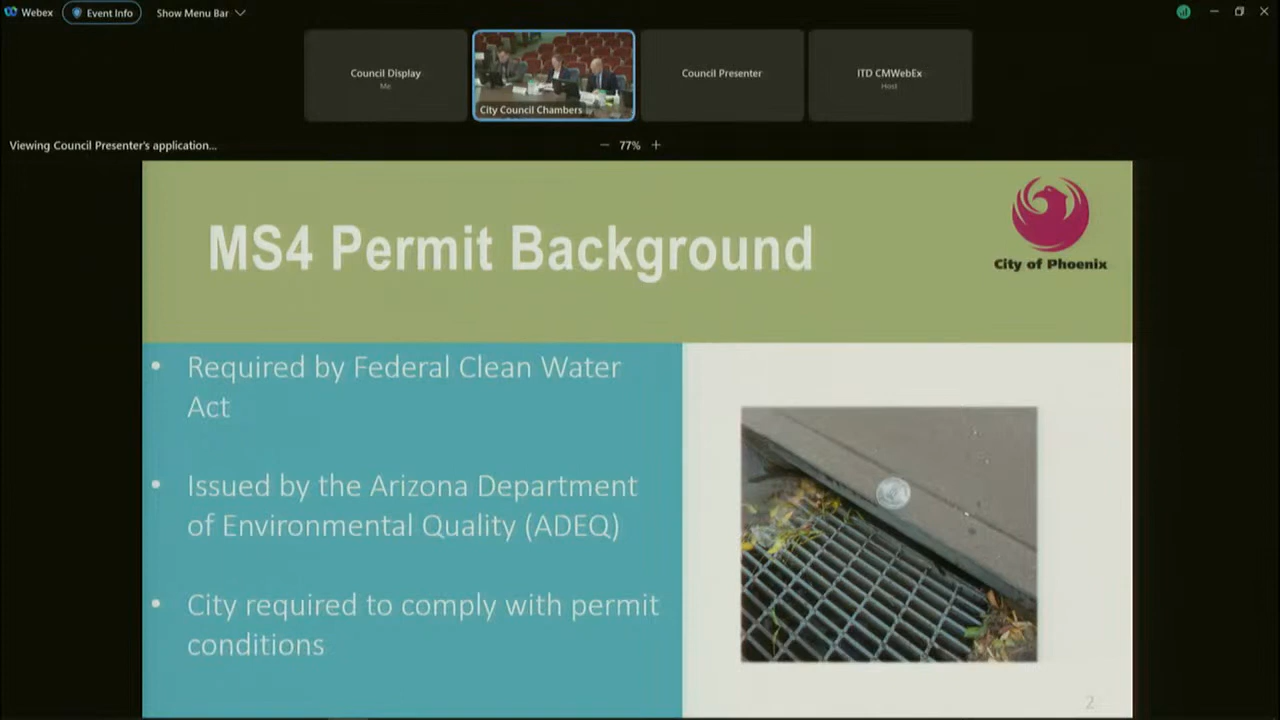 Webex
Event Info
Show Menu Bar
Council Display
Me
City Council Chambers
Council Presenter
ITD CMWebEx
Host
Viewing Council Presenter's application...
77%
MS4 Permit Background
City of Phoenix
• Required by Federal Clean Water
Act
• Issued by the Arizona Department
of Environmental Quality (ADEQ)
• City required to comply with permit
conditions
2